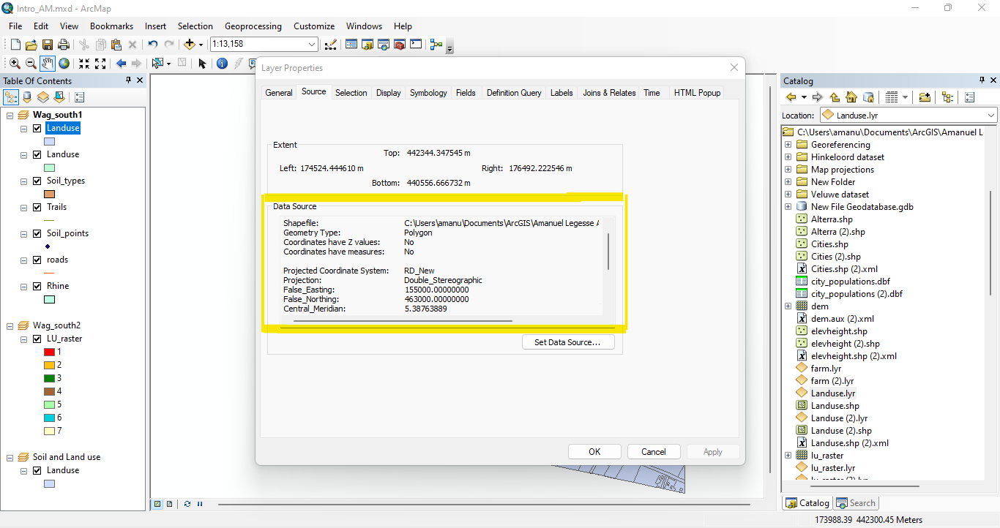 Intro_AM.mxd - ArcMap
File Edit View Bookmarks Insert Selection Geoprocessing Customize Windows Help
1:13,158
Table Of Contents
Wag_south1
Landuse
Landuse
Soil_types
Trails
Soil_points
roads
Rhine
Wag_south2
LU_raster
1
2
3
4
5
6
7
Soil and Land use
Landuse
Layer Properties
General Source Selection Display Symbology Fields Definition Query Labels Joins & Relates Time HTML Popup
Extent
Top: 442344.347545 m
Left: 174524.444610 m Right: 176492.222546 m
Bottom: 440556.666732 m
Data Source
Shapefile: C:\Users\amanu\Documents\ArcGIS\Amanuel Legesse
Geometry Type: Polygon
Coordinates have Z values: No
Coordinates have measures: No
Projected Coordinate System: RD_New
Projection: Double_Stereographic
False_Easting: 155000.00000000
False_Northing: 463000.00000000
Central_Meridian: 5.38763889
Set Data Source...
OK Cancel Apply
Catalog
Location: Landuse.lyr
C:\Users\amanu\Documents\ArcGIS\Amanuel L
Georeferencing
Hinkeloord dataset
Map projections
New Folder
Veluwe dataset
New File Geodatabase.gdb
Alterra.shp
Alterra (2).shp
Cities.shp
Cities (2).shp
Cities.shp (2).xml
city_populations.dbf
city_populations (2).dbf
dem
dem.aux (2).xml
elevheight.shp
elevheight (2).shp
elevheight.shp (2).xml
farm.lyr
farm (2).lyr
Landuse.lyr
Landuse.shp
Landuse (2).lyr
Landuse (2).shp
Landuse.shp (2).xml
lu_raster
lu_raster.lyr
Catalog Search
173988.39 442300.45 Meters